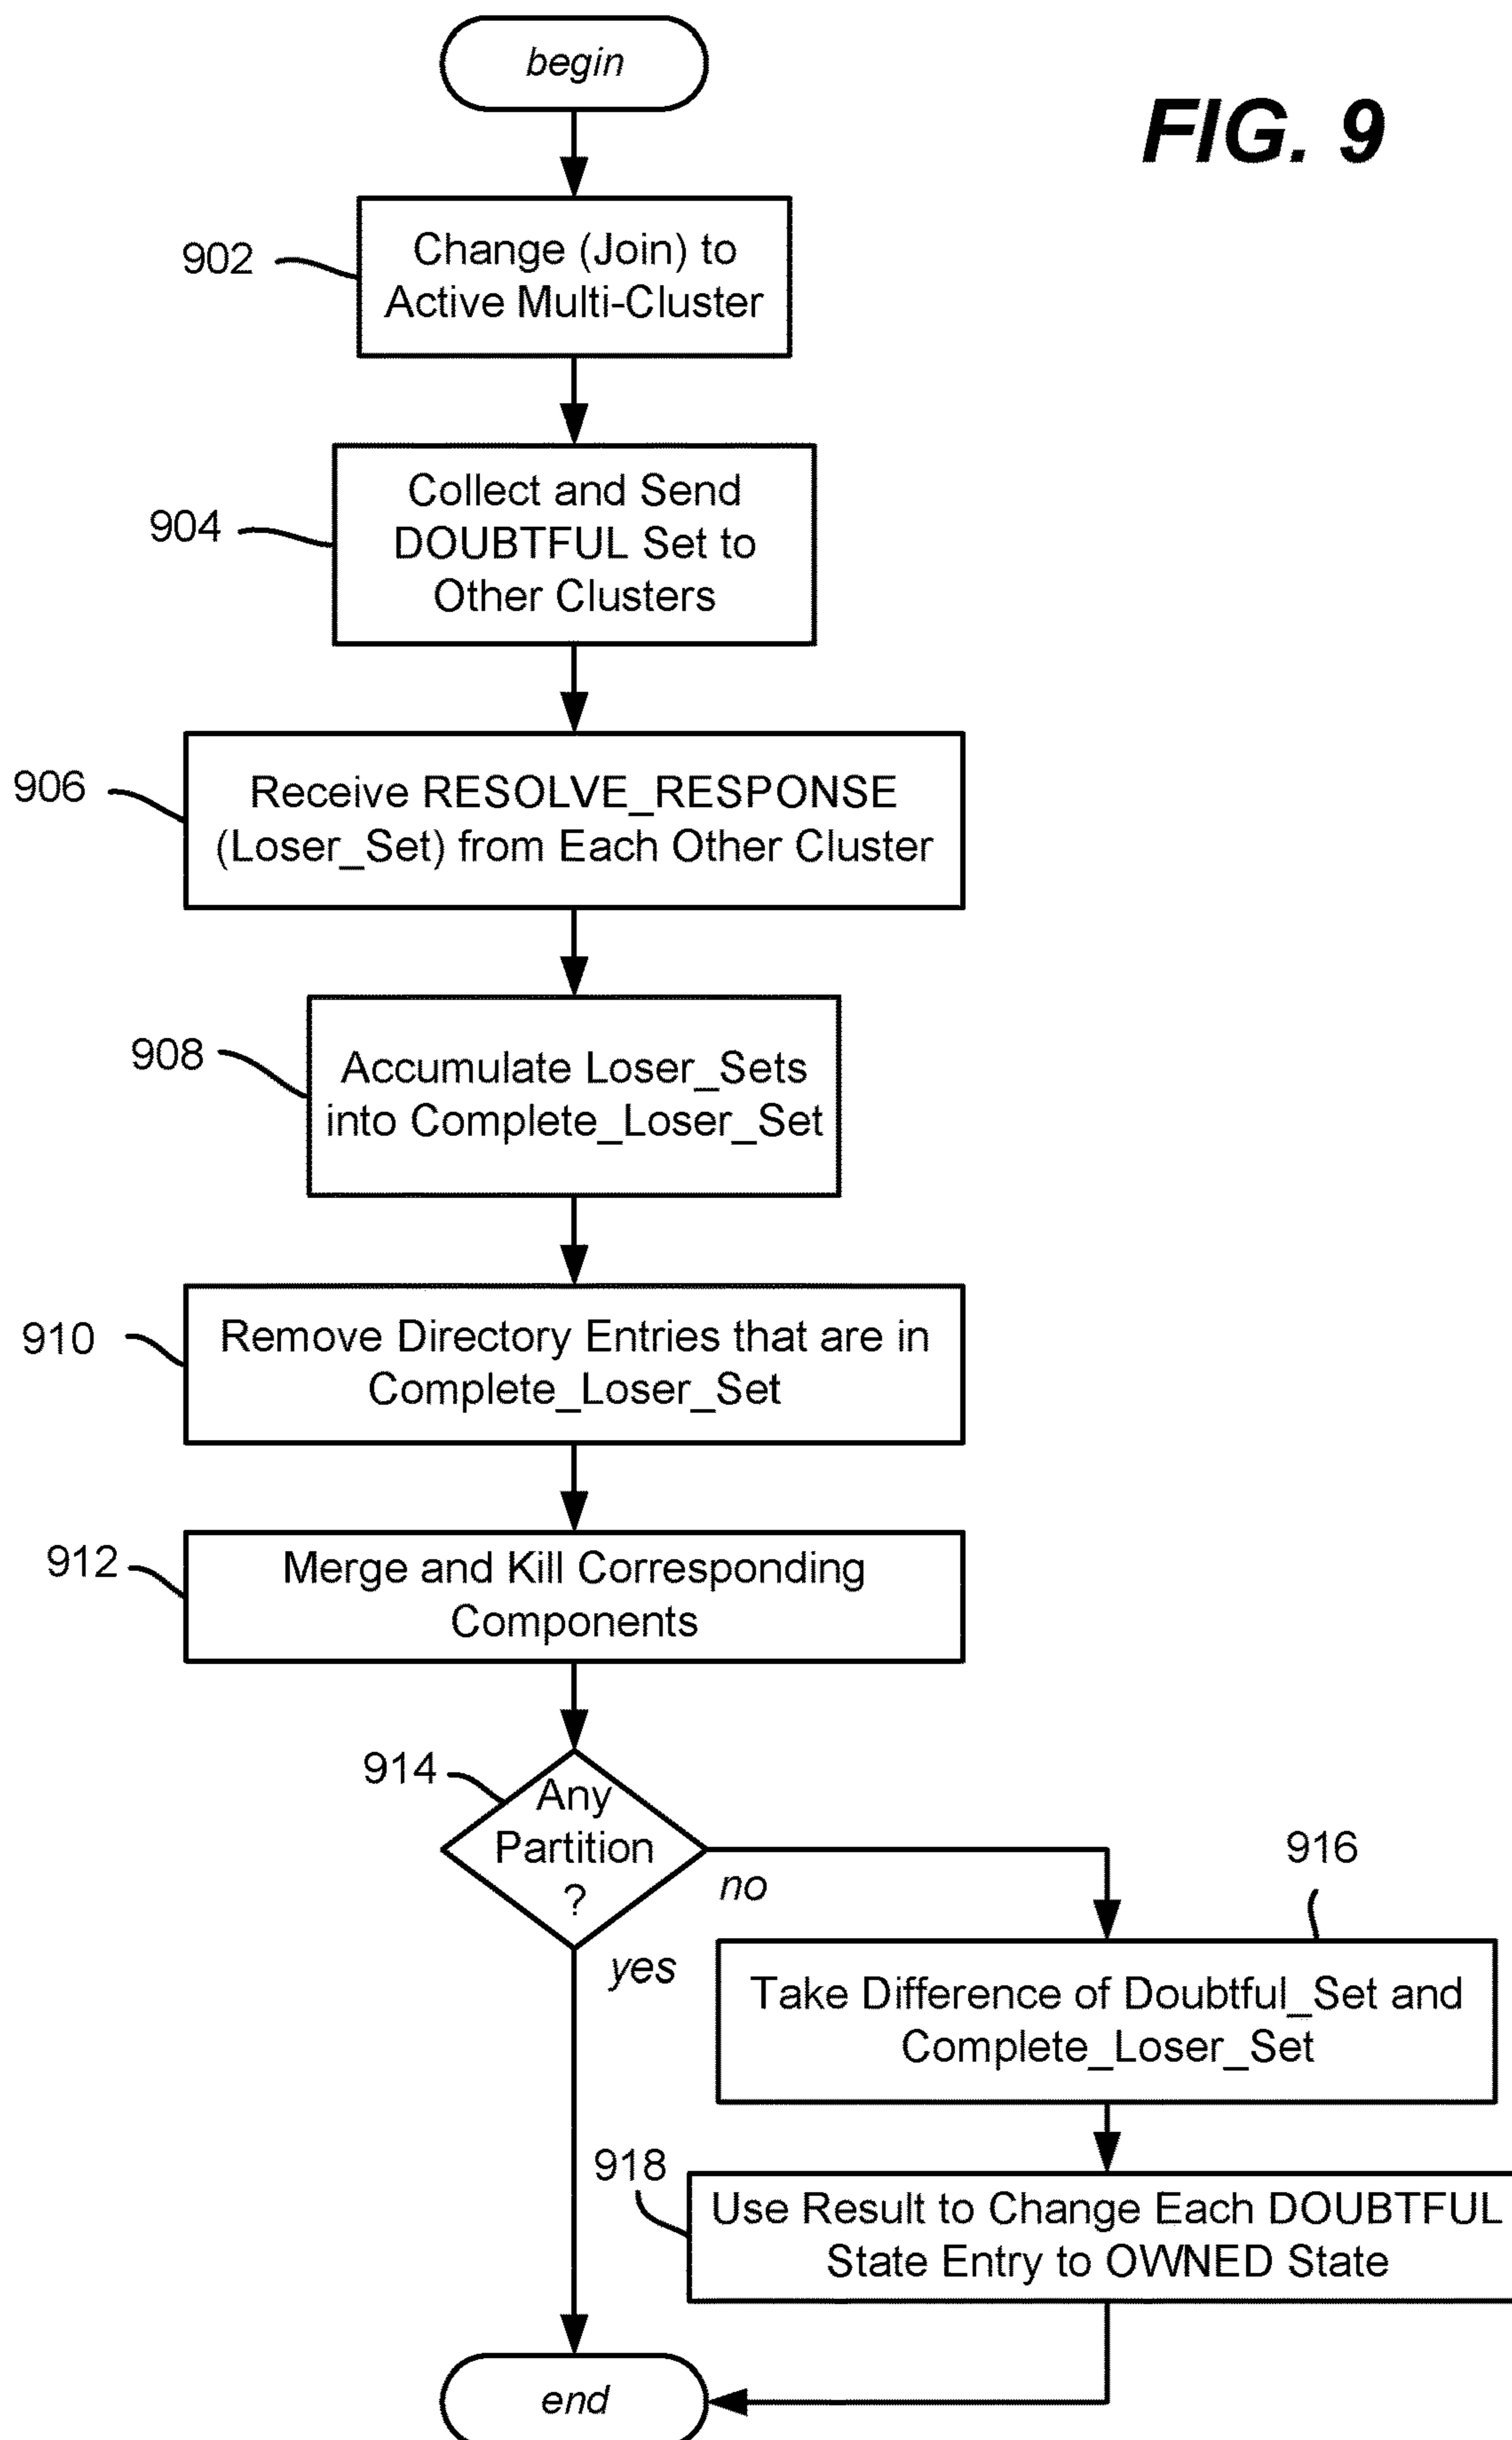 begin
FIG. 9
902
Change (Join) to
Active Multi-Cluster
904
Collect and Send
DOUBTFUL Set to
Other Clusters
906
Receive RESOLVE_RESPONSE
(Loser_Set) from Each Other Cluster
908
Accumulate Loser_Sets
into Complete_Loser_Set
910
Remove Directory Entries that are in
Complete_Loser_Set
912
Merge and Kill Corresponding
Components
914
Any
Partition
?
no
yes
916
Take Difference of Doubtful_Set and
Complete_Loser_Set
918
Use Result to Change Each DOUBTFUL
State Entry to OWNED State
end